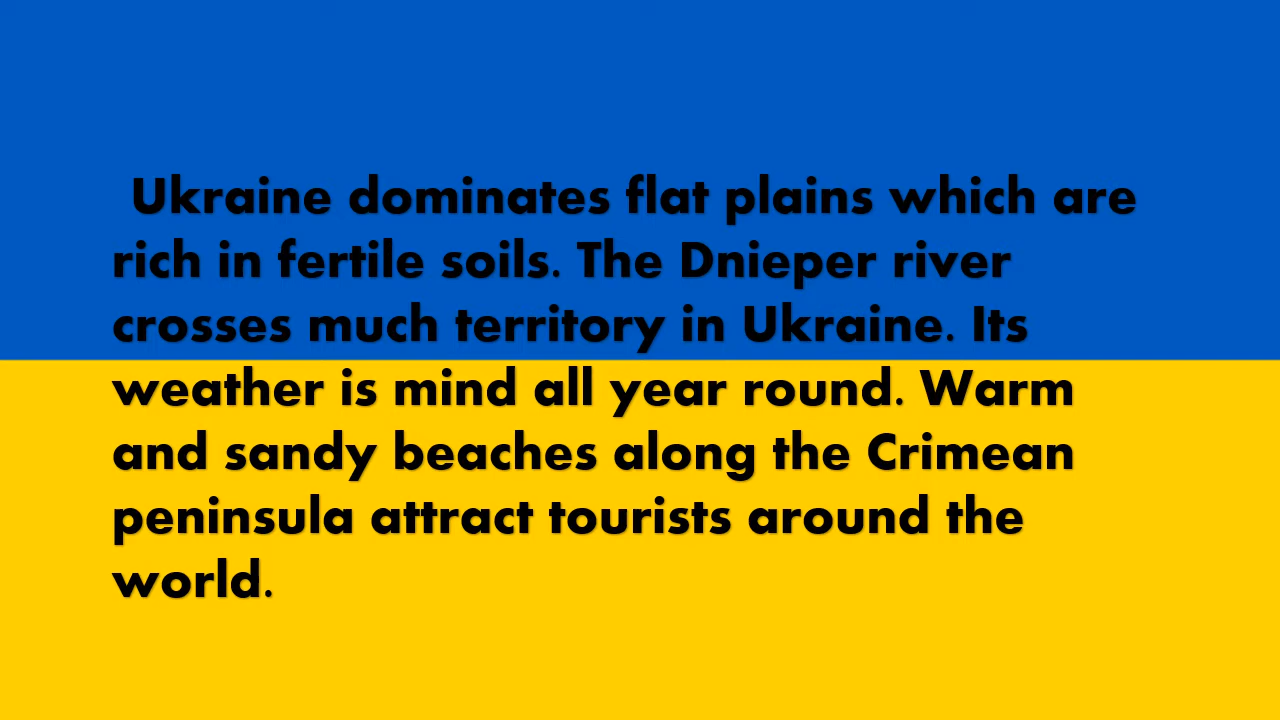 Ukraine dominates flat plains which are
rich in fertile soils. The Dnieper river
crosses much territory in Ukraine. Its
weather is mind all year round. Warm
and sandy beaches along the Crimean
peninsula attract tourists around the
world.